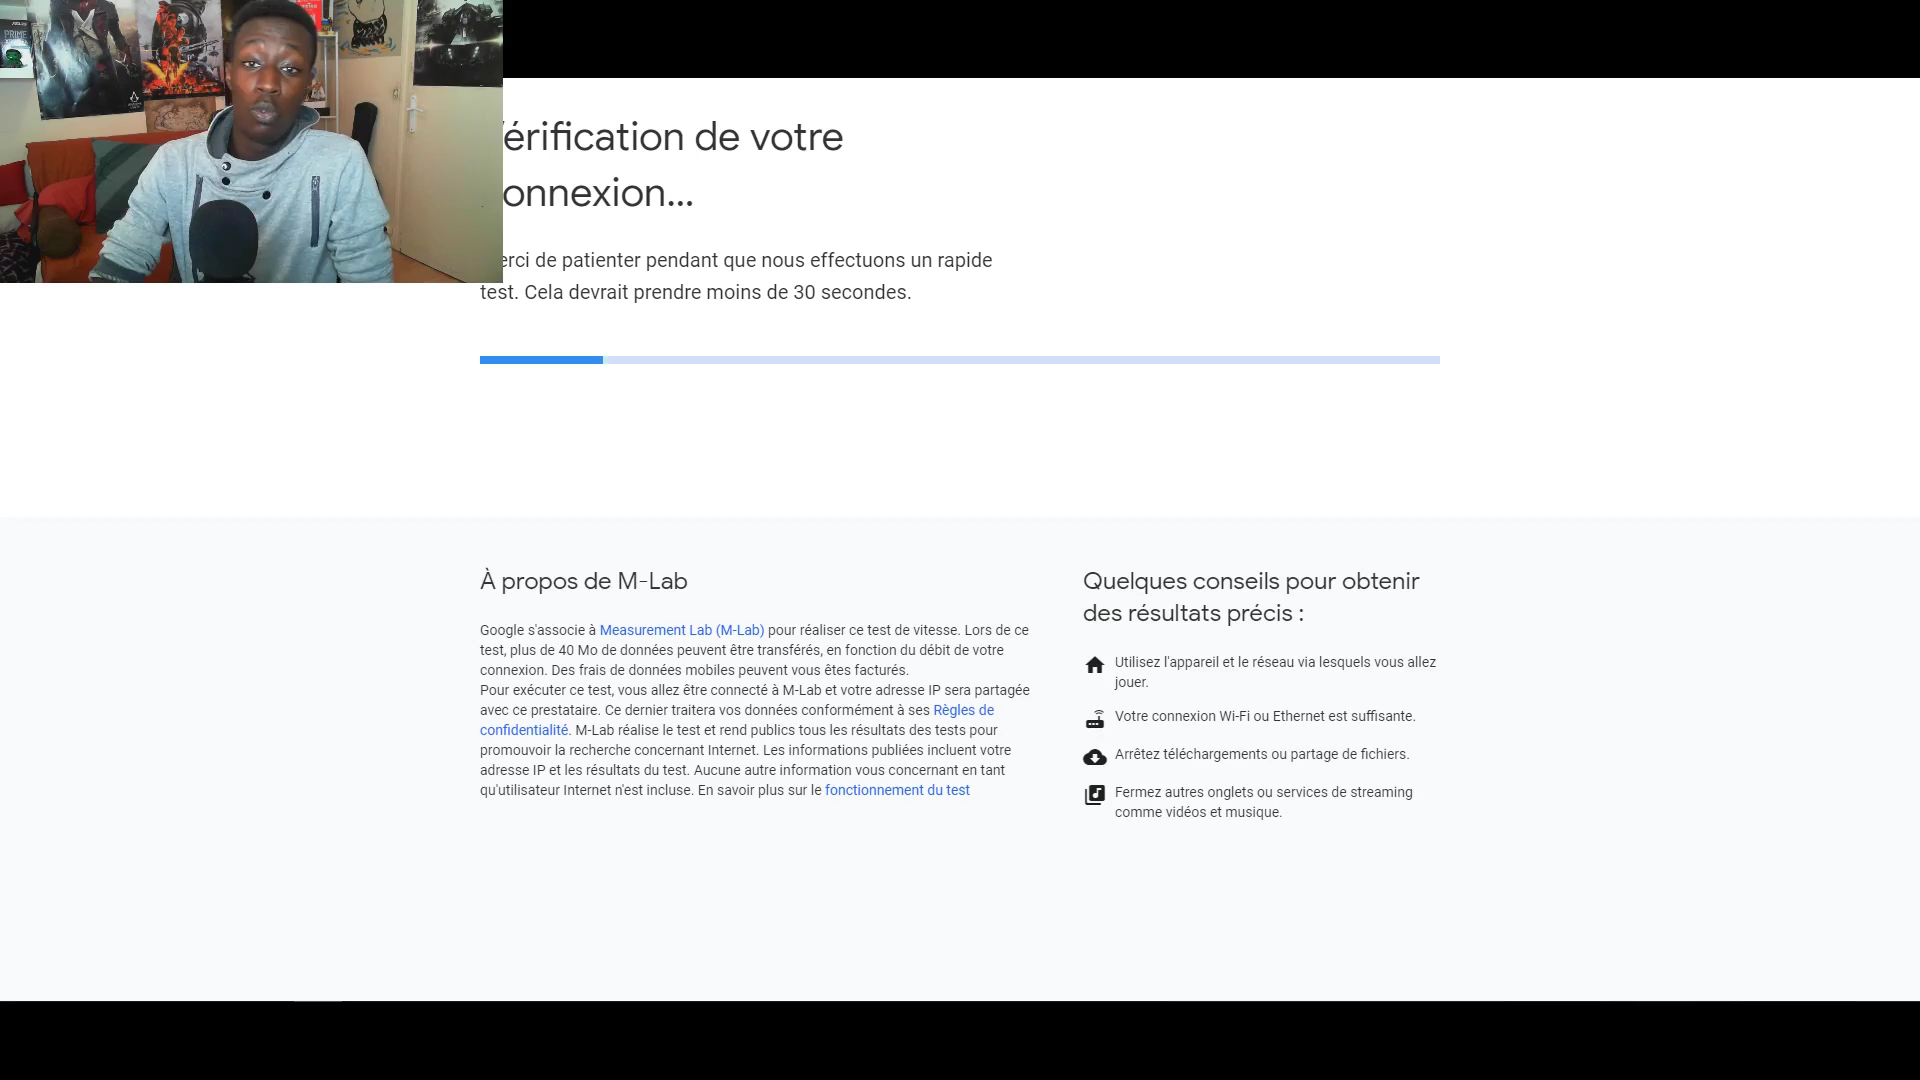 PRIME
érification de votre
onnexion...
erci de patienter pendant que nous effectuons un rapide
test. Cela devrait prendre moins de 30 secondes.
À propos de M-Lab
Google s'associe à Measurement Lab (M-Lab) pour réaliser ce test de vitesse. Lors de ce
test, plus de 40 Mo de données peuvent être transférés, en fonction du débit de votre
connexion. Des frais de données mobiles peuvent vous êtes facturés.
Pour exécuter ce test, vous allez être connecté à M-Lab et votre adresse IP sera partagée
avec ce prestataire. Ce dernier traitera vos données conformément à ses Règles de
confidentialité. M-Lab réalise le test et rend publics tous les résultats des tests pour
promouvoir la recherche concernant Internet. Les informations publiées incluent votre
adresse IP et les résultats du test. Aucune autre information vous concernant en tant
qu'utilisateur Internet n'est incluse. En savoir plus sur le fonctionnement du test
Quelques conseils pour obtenir
des résultats précis :
Utilisez l'appareil et le réseau via lesquels vous allez
jouer.
Votre connexion Wi-Fi ou Ethernet est suffisante.
Arrêtez téléchargements ou partage de fichiers.
Fermez autres onglets ou services de streaming
comme vidéos et musique.